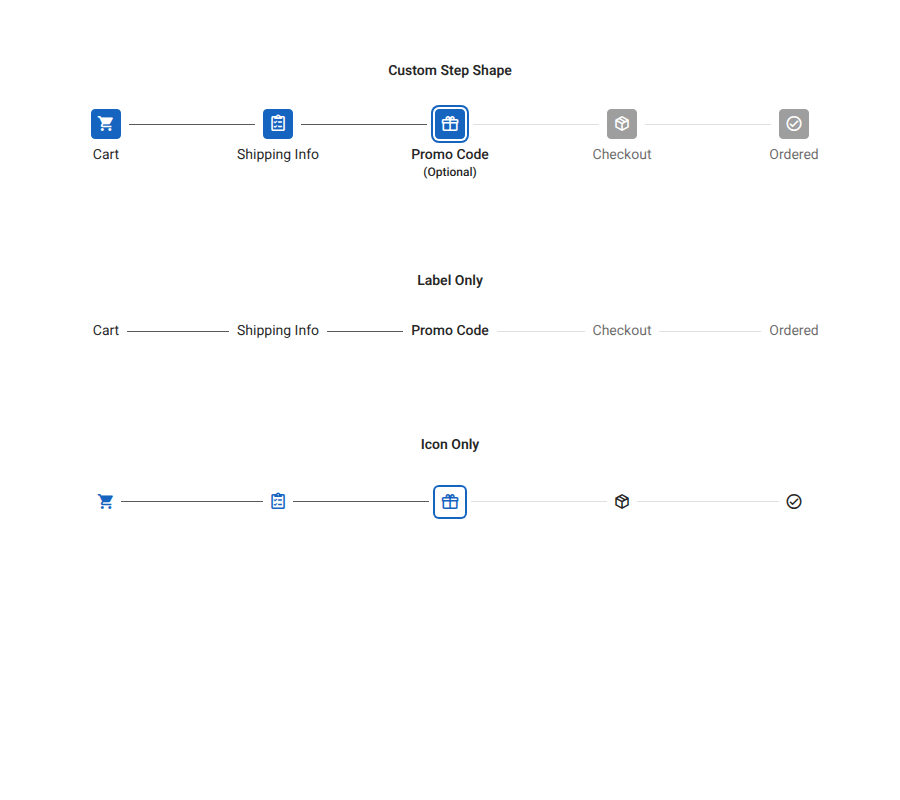 Custom Step Shape
Cart Shipping Info Promo Code Checkout Ordered
(Optional)
Label Only
Cart Shipping Info Promo Code Checkout Ordered
Icon Only